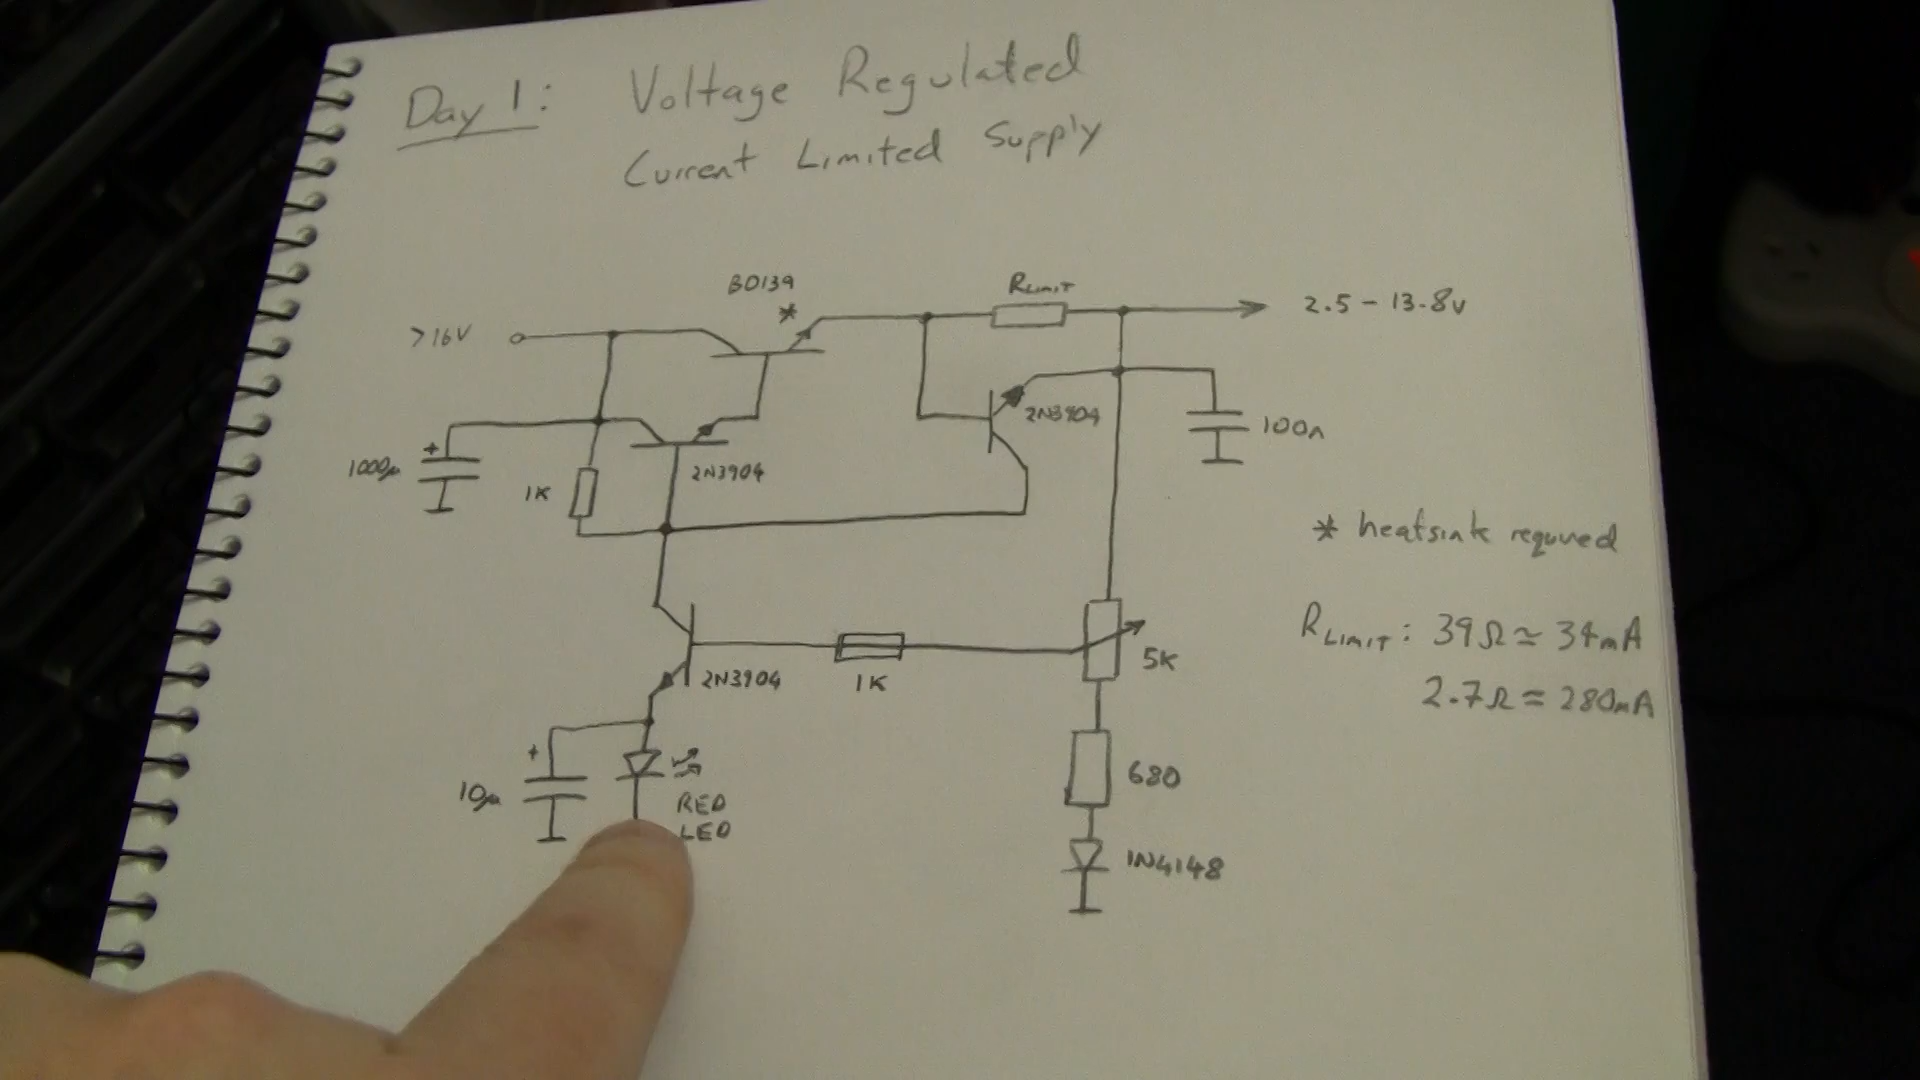 Day 1: Voltage Regulated
Current Limited Supply
BD139
*
RLIMIT
>16V
2.5 - 13.8v
+
1000µ
1K
2N3904
2N3904
100n
* heatsink required
2N3904
1K
5K
RLIMIT: 39Ω ≃ 34mA
2.7Ω ≃ 280mA
+
10µ
RED
LED
680
1N4148